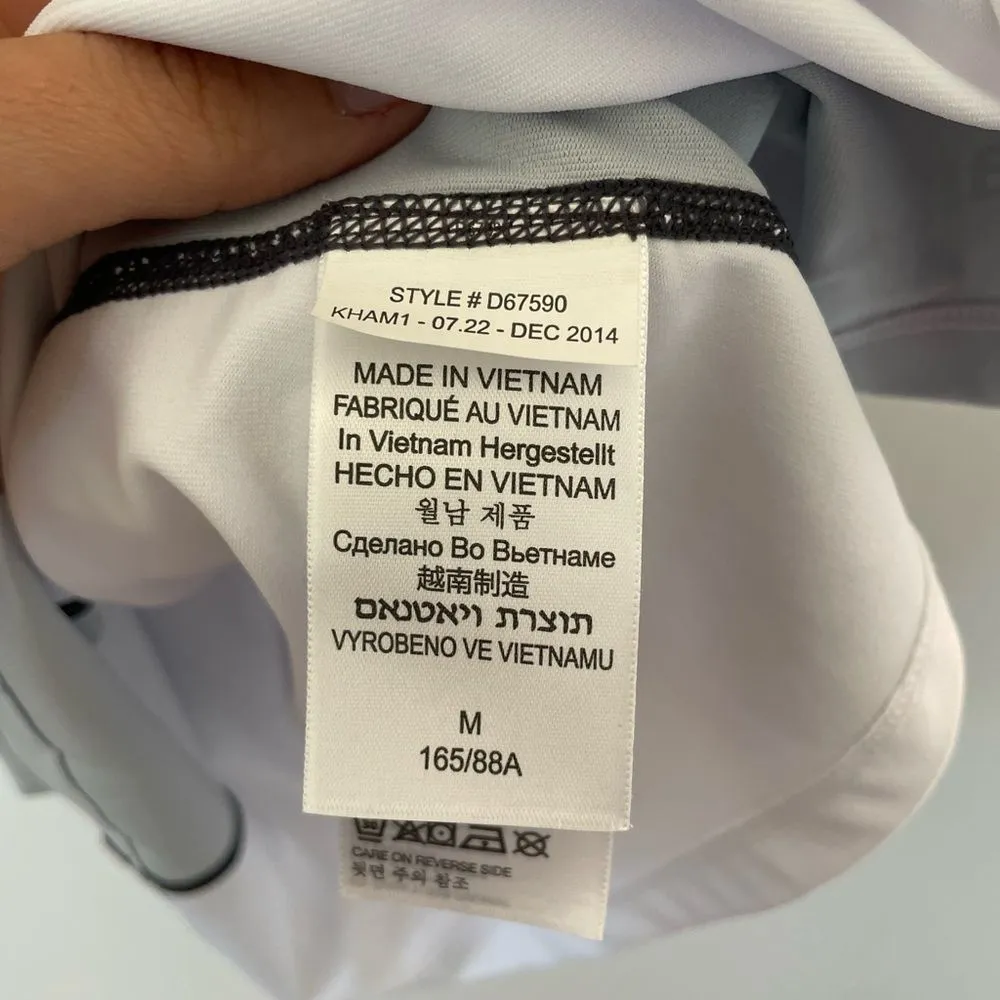 STYLE # D67590
KHAM1 - 07.22 - DEC 2014
MADE IN VIETNAM
FABRIQUÉ AU VIETNAM
In Vietnam Hergestellt
HECHO EN VIETNAM
월남 제품
Сделано Во Вьетнаме
越南制造
תוצרת ויאטנאם
VYROBENO VE VIETNAMU
M
165/88A
CARE ON REVERSE SIDE
뒷면 주의 참조